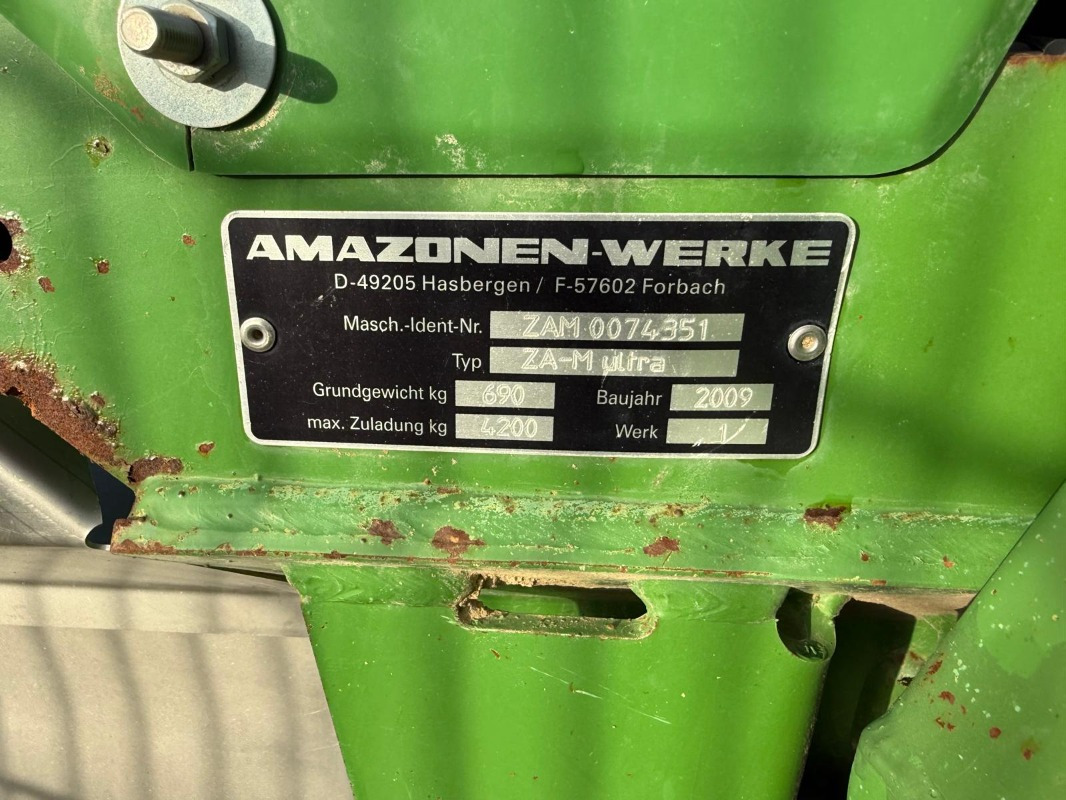 AMAZONEN-WERKE
D-49205 Hasbergen / F-57602 Forbach
Masch.-Ident-Nr. ZAM 0074351
Typ ZA-M ultra
Grundgewicht kg 690 Baujahr 2009
max. Zuladung kg 4200 Werk 1